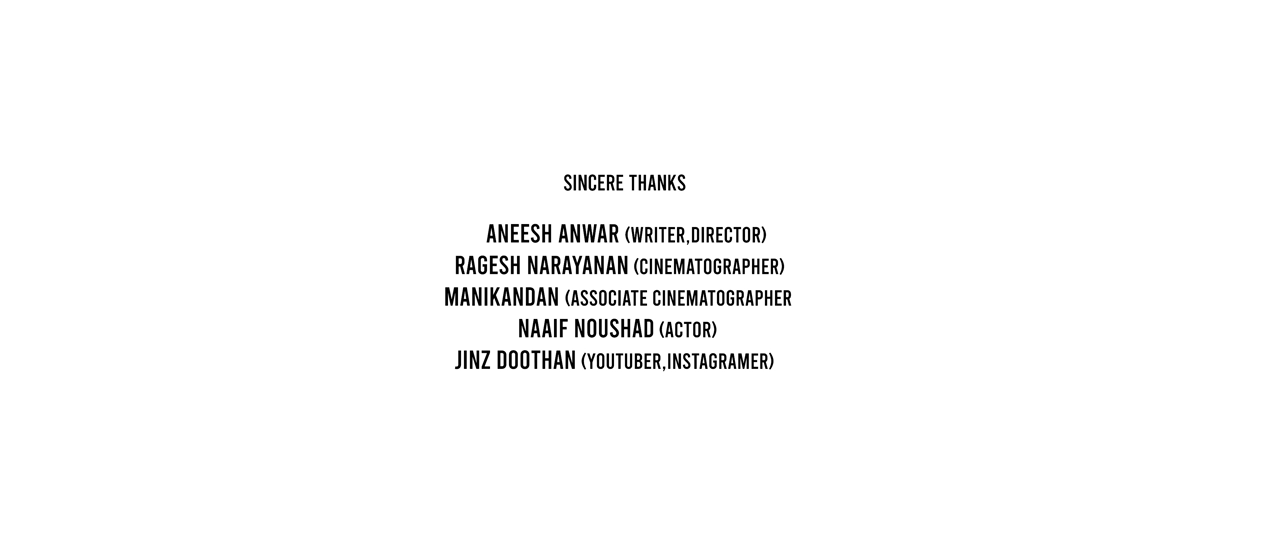 SINCERE THANKS
ANEESH ANWAR (WRITER,DIRECTOR)
RAGESH NARAYANAN (CINEMATOGRAPHER)
MANIKANDAN (ASSOCIATE CINEMATOGRAPHER
NAAIF NOUSHAD (ACTOR)
JINZ DOOTHAN (YOUTUBER,INSTAGRAMER)